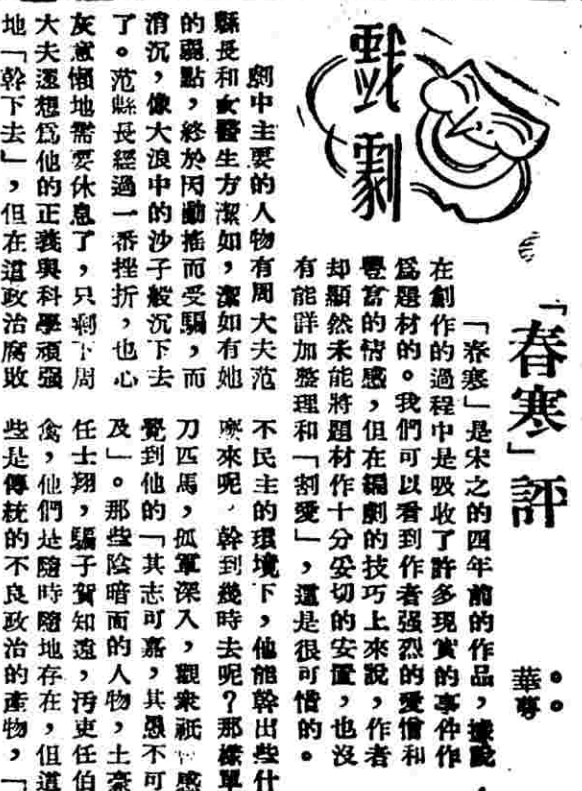 戲劇
「春寒」評
華尊
「春寒」是宋之的四年前的作品,據說
在創作的過程中是吸收了許多現實的事件作
爲題材的。我們可以看到作者强烈的愛憎和
豐富的情感,但在編劇的技巧上來說,作者
却顯然未能將題材作十分妥切的安置,也沒
有能詳加整理和「割愛」,這是很可惜的。
劇中主要的人物有周大夫范
縣長和女醫生方潔如,潔如有她
的弱點,終於因動搖而受騙,而
消沉,像大浪中的沙子般沉下去
了。范縣長經過一番挫折,也心
灰意懶地需要休息了,只剩下周
大夫還想爲他的正義與科學頑强
地「幹下去」,但在這政治腐敗
不民主的環境下,他能幹出些什
麽來呢,幹到幾時去呢?那樣單
刀匹馬,孤軍深入,觀衆祇感
覺到他的「其志可嘉,其愚不可
及」。那些陰暗面的人物,土豪
任士翔,騙子賀知遠,汚吏任伯
禽,他們是隨時隨地存在,但這
些是傳統的不良政治的產物,「